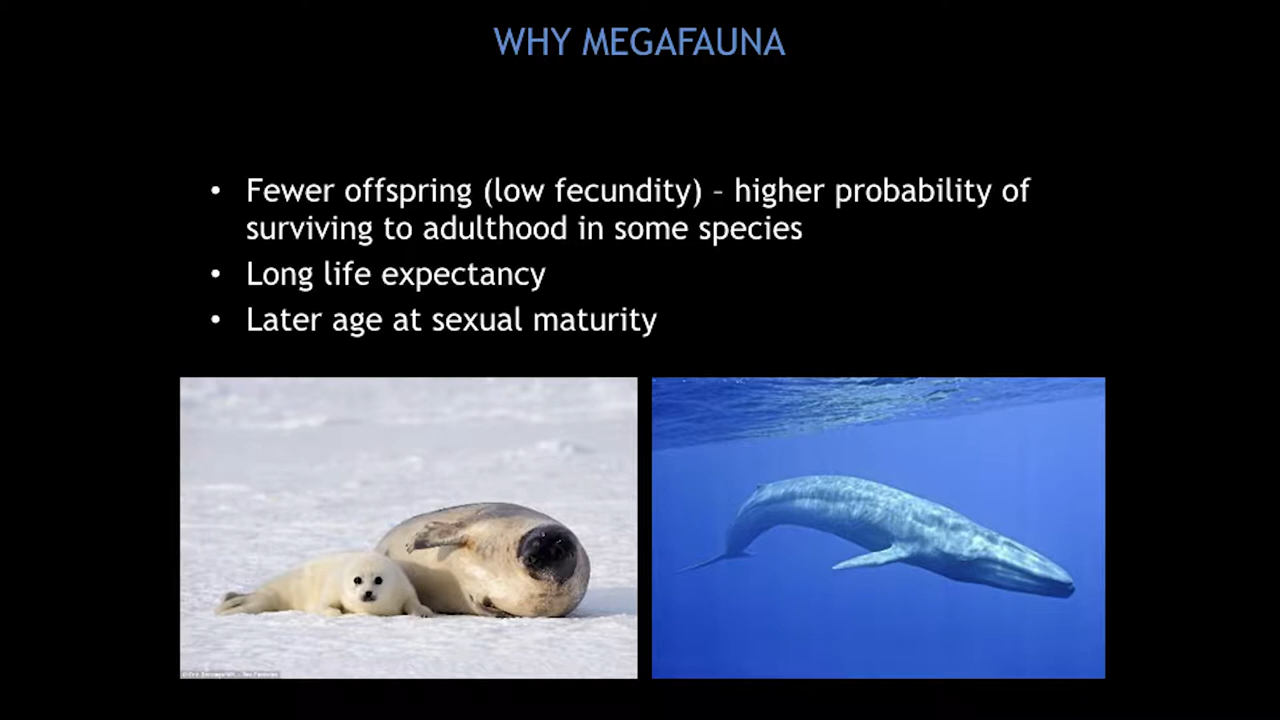 WHY MEGAFAUNA
• Fewer offspring (low fecundity) – higher probability of
surviving to adulthood in some species
• Long life expectancy
• Later age at sexual maturity